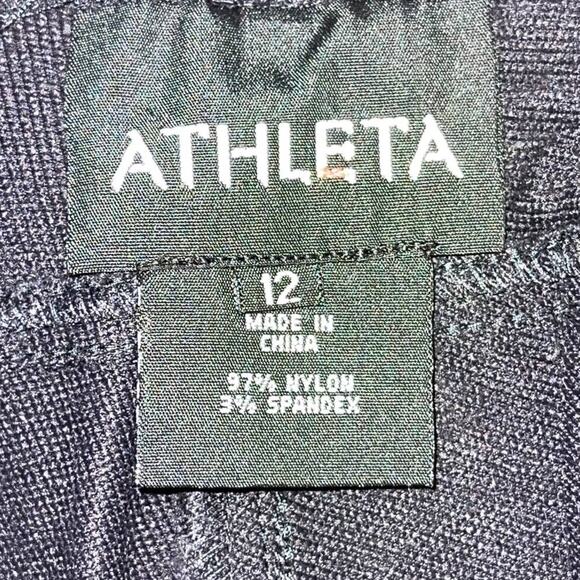 ATHLETA
12
MADE IN
CHINA
97% NYLON
3% SPANDEX